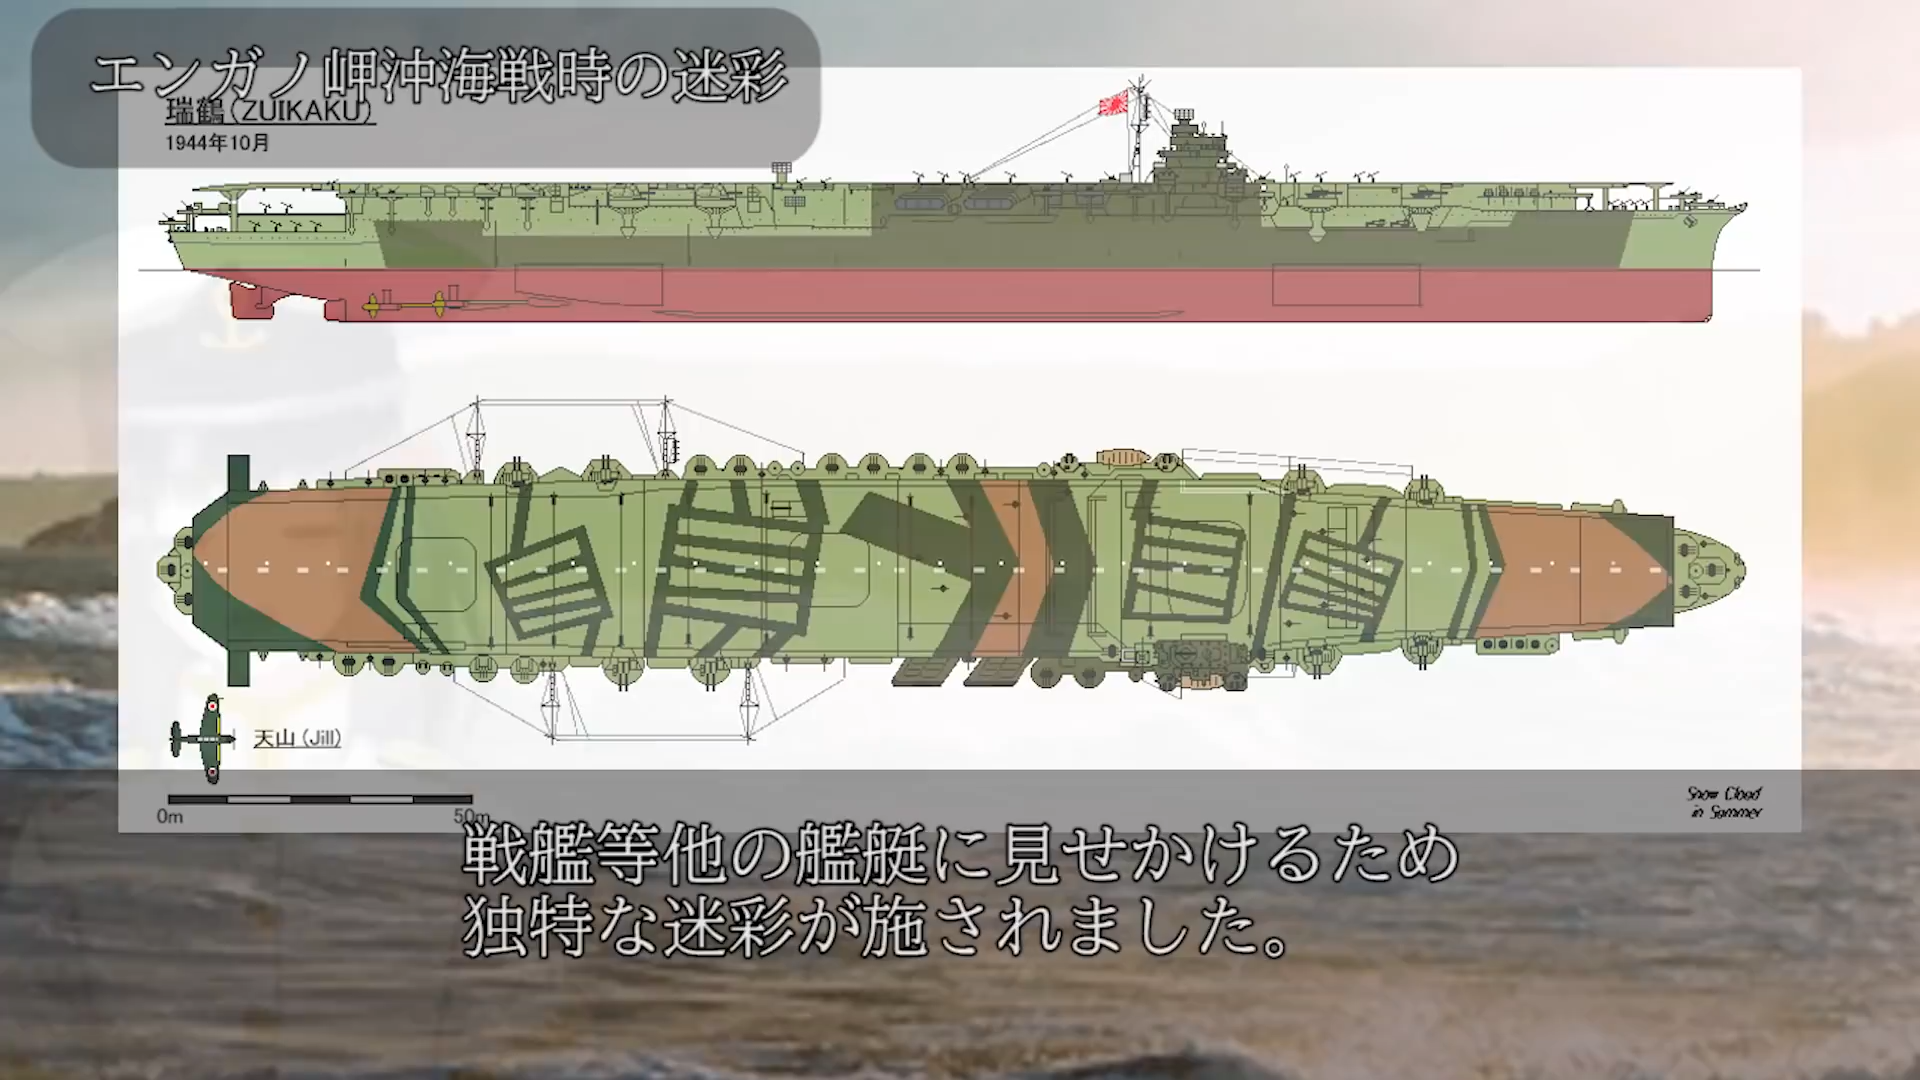 エンガノ岬沖海戦時の迷彩
瑞鶴(ZUIKAKU)
1944年10月
天山(Jill)
0m 50m
Snow Cloud
in Summer
戦艦等他の艦艇に見せかけるため
独特な迷彩が施されました。